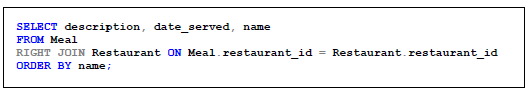 SELECT description, date_served, name
FROM Meal
RIGHT JOIN Restaurant ON Meal.restaurant_id = Restaurant.restaurant_id
ORDER BY name;